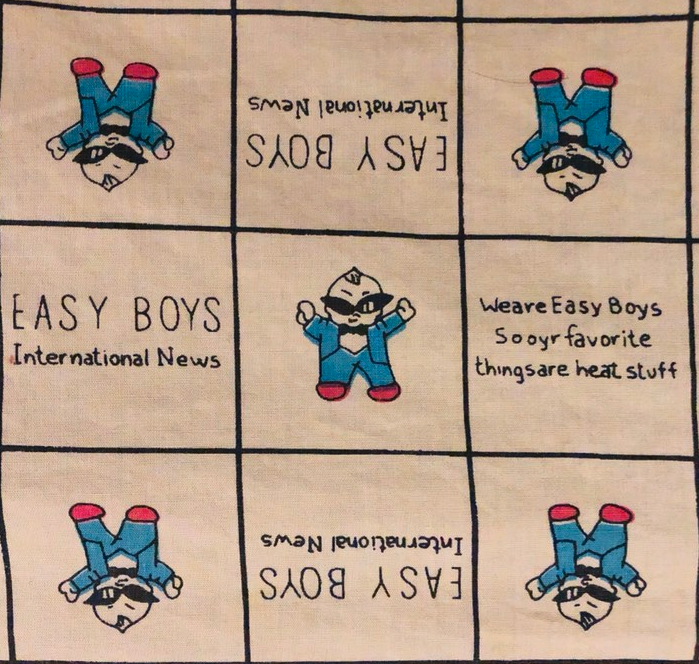 International News
EASY BOYS
EASY BOYS
International News
Weare Easy Boys
Sooyr favorite
thingsare heat stuff
International News
EASY BOYS